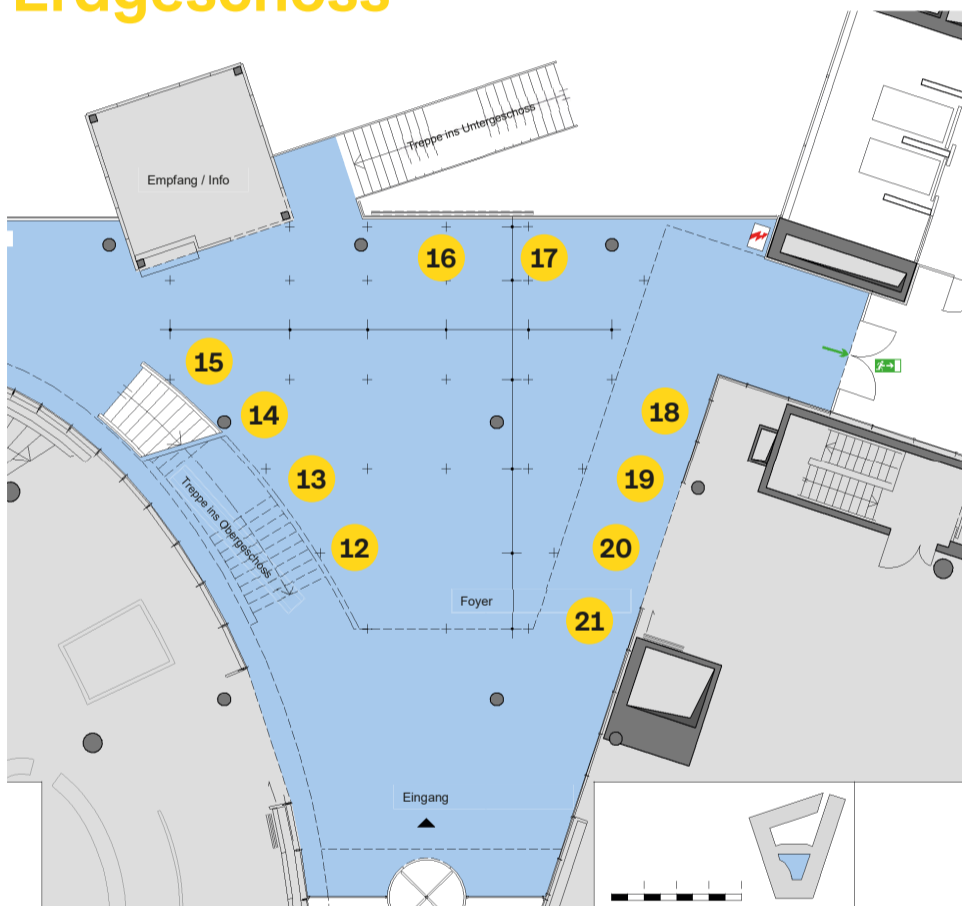 Erdgeschoss
Treppe ins Untergeschoss
Empfang / Info
16
17
15
14
18
13
19
Treppe ins Obergeschoss
12
20
Foyer
21
Eingang